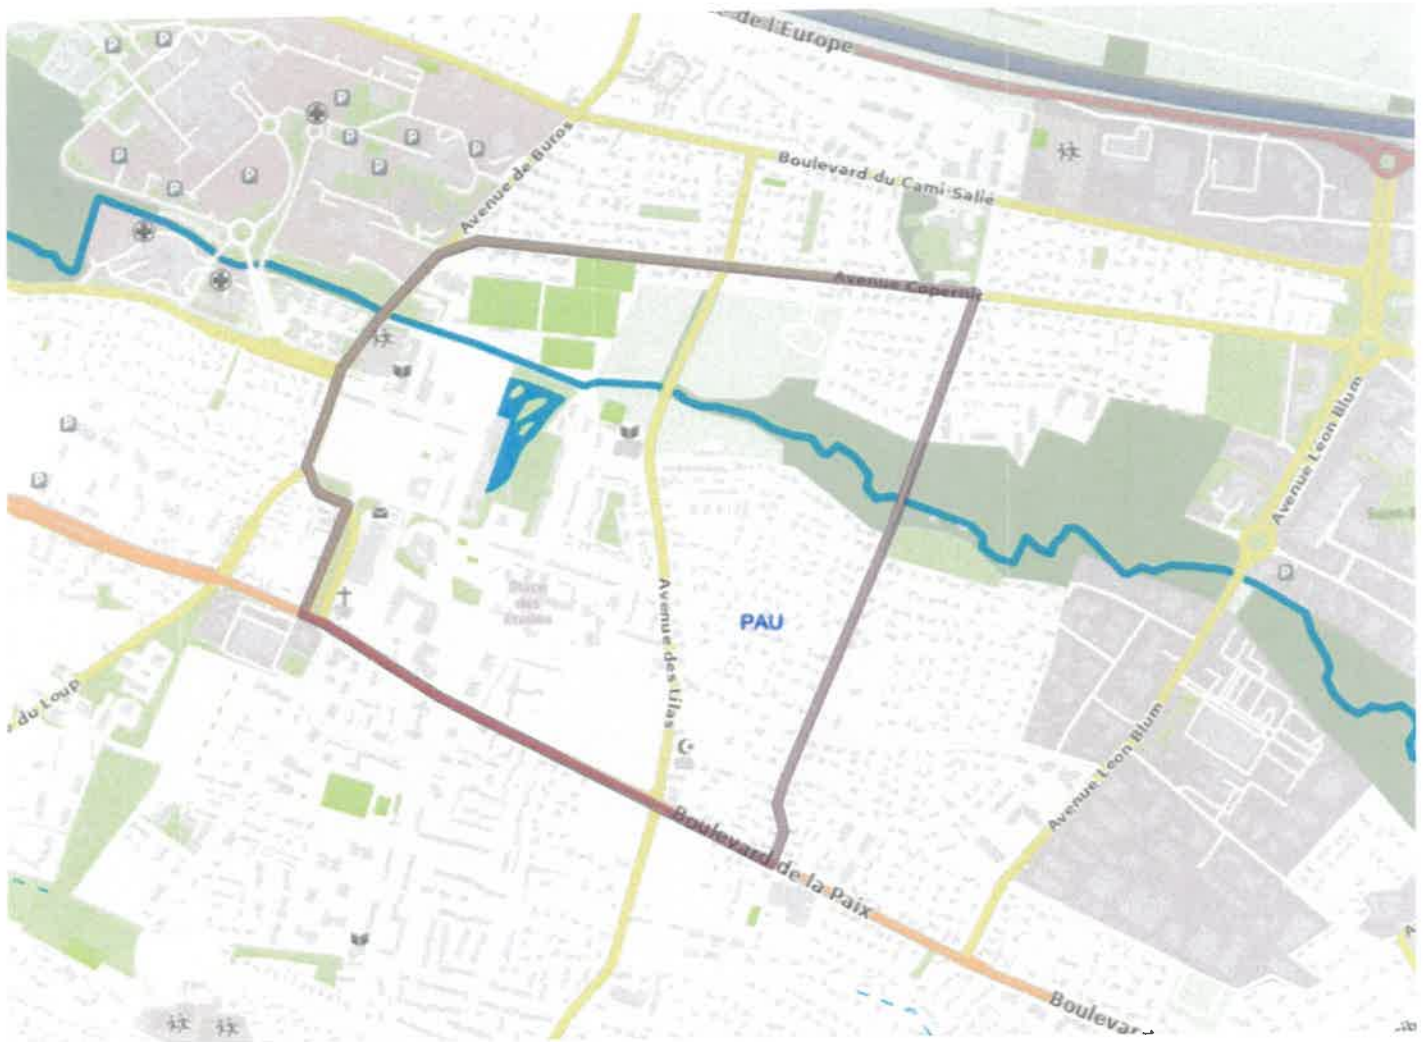 de l'Europe
Avenue de Buros
Boulevard du Cami-Salié
Avenue Copernic
Avenue Léon Blum
PAU
Avenue des Lilas
du Loup
Avenue Léon Blum
Boulevard de la Paix
Boulevar